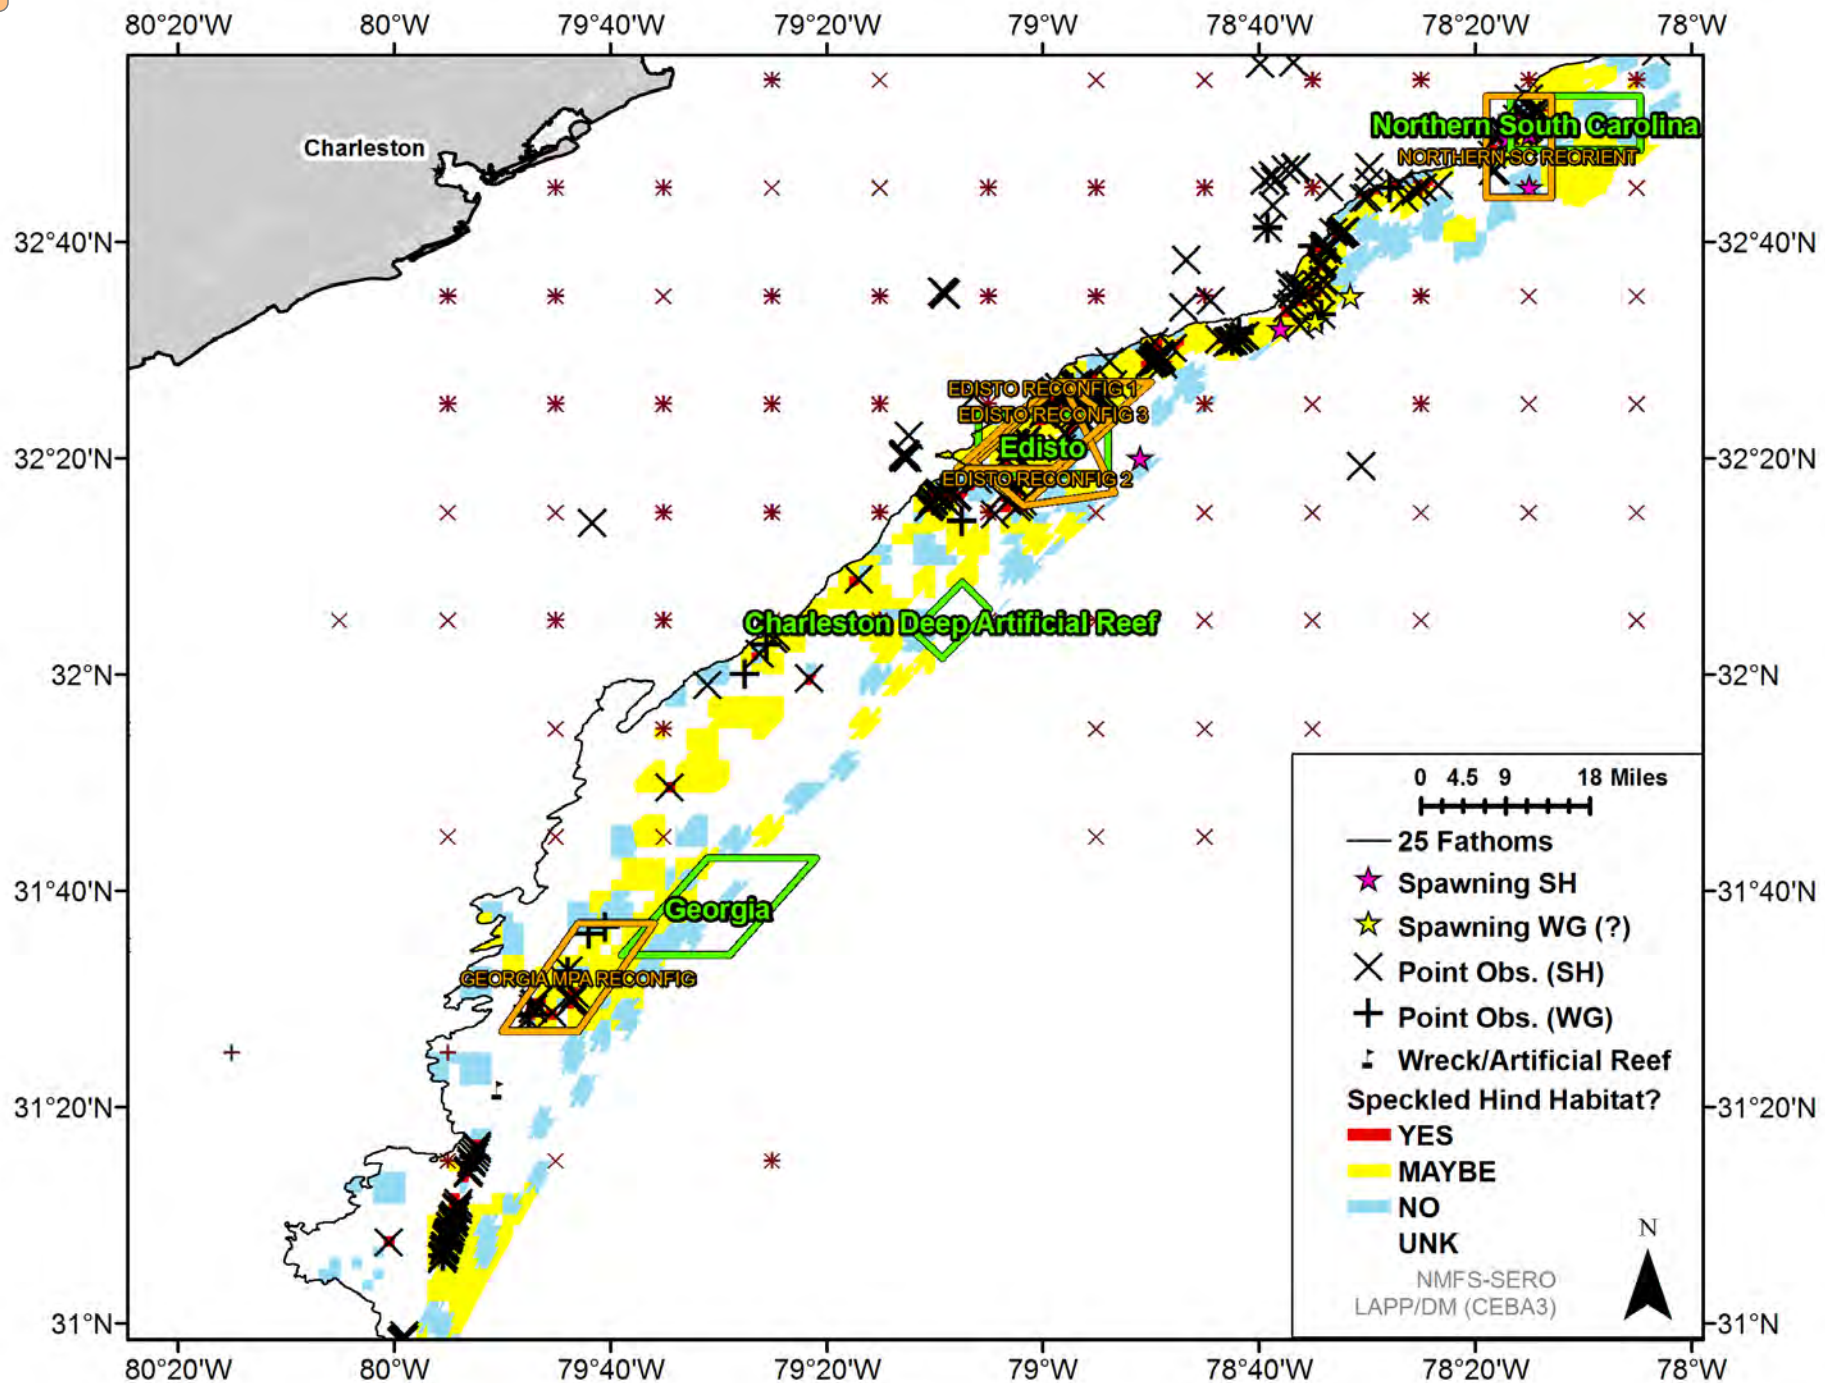 80°20'W 80°W 79°40'W 79°20'W 79°W 78°40'W 78°20'W 78°W
Northern South Carolina
Charleston
NORTHERN SC REORIENT
32°40'N 32°40'N
EDISTO RECONFIG 1
EDISTO RECONFIG 3
Edisto
32°20'N 32°20'N
EDISTO RECONFIG 2
Charleston Deep Artificial Reef
32°N 32°N
0 4.5 9 18 Miles
25 Fathoms
Spawning SH
31°40'N 31°40'N
Georgia
Spawning WG (?)
Point Obs. (SH)
GEORGIA MPA RECONFIG
Point Obs. (WG)
Wreck/Artificial Reef
Speckled Hind Habitat?
31°20'N 31°20'N
YES
MAYBE
NO
N
UNK
NMFS-SERO
LAPP/DM (CEBA3)
31°N 31°N
80°20'W 80°W 79°40'W 79°20'W 79°W 78°40'W 78°20'W 78°W